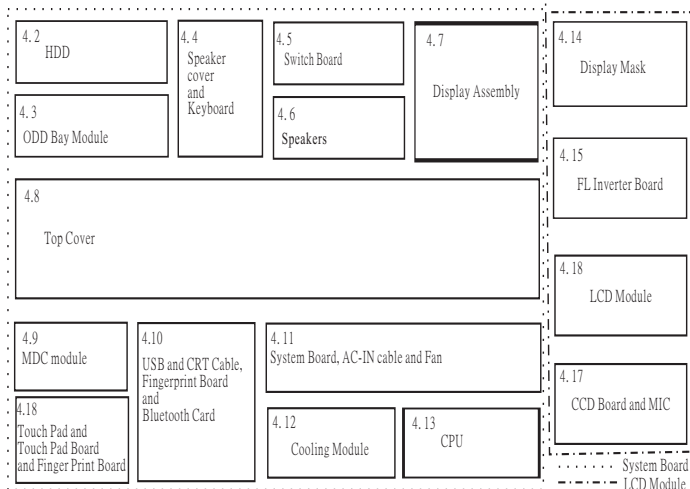 4.2
HDD
4.3
ODD Bay Module
4.4
Speaker
cover
and
Keyboard
4.5
Switch Board
4.6
Speakers
4.7
Display Assembly
4.8
Top Cover
4.9
MDC module
4.18
Touch Pad and
Touch Pad Board
and Finger Print Board
4.10
USB and CRT Cable,
Fingerprint Board
and
Bluetooth Card
4.11
System Board, AC-IN cable and Fan
4.12
Cooling Module
4.13
CPU
4.14
Display Mask
4.15
FL Inverter Board
4.18
LCD Module
4.17
CCD Board and MIC
System Board
LCD Module